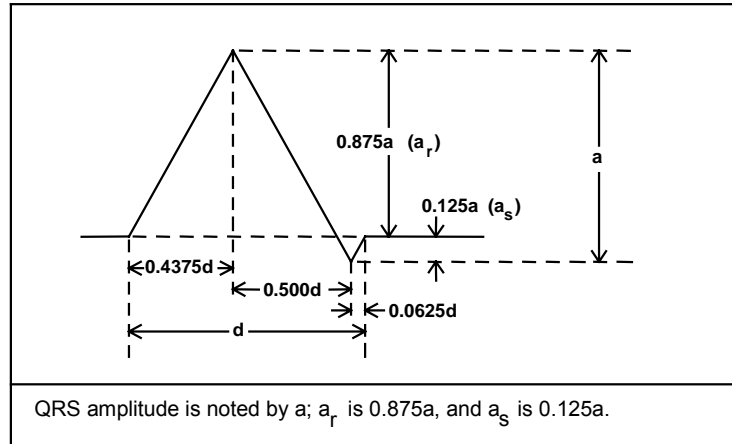 0.875a (a_r)
a
0.125a (a_s)
0.4375d
0.500d
0.0625d
d
QRS amplitude is noted by a; a_r is 0.875a, and a_s is 0.125a.